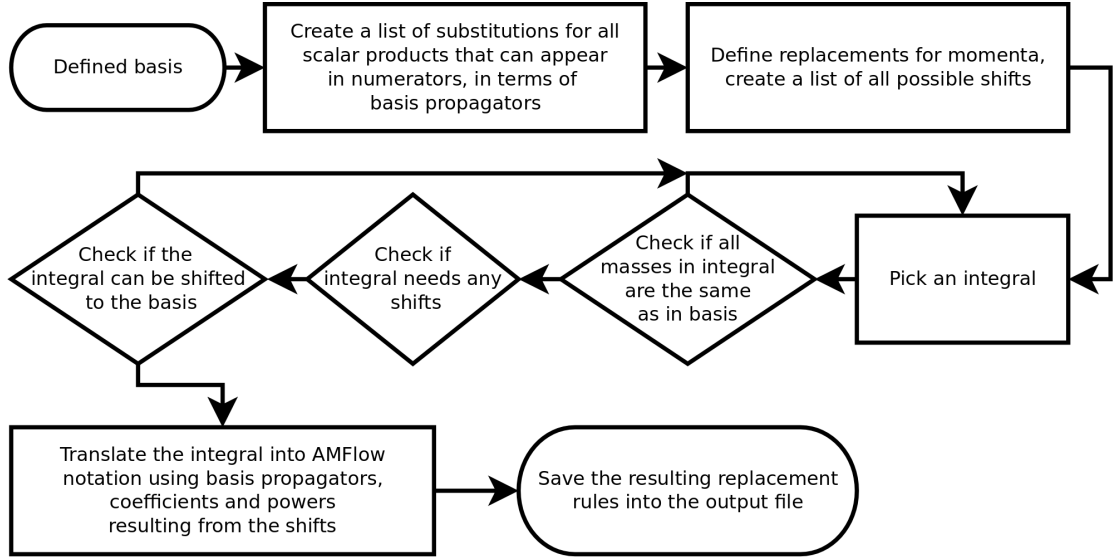 Defined basis
Create a list of substitutions for all
scalar products that can appear
in numerators, in terms of
basis propagators
Define replacements for momenta,
create a list of all possible shifts
Check if the
integral can be shifted
to the basis
Check if
integral needs any
shifts
Check if all
masses in integral
are the same
as in basis
Pick an integral
Translate the integral into AMFlow
notation using basis propagators,
coefficients and powers
resulting from the shifts
Save the resulting replacement
rules into the output file